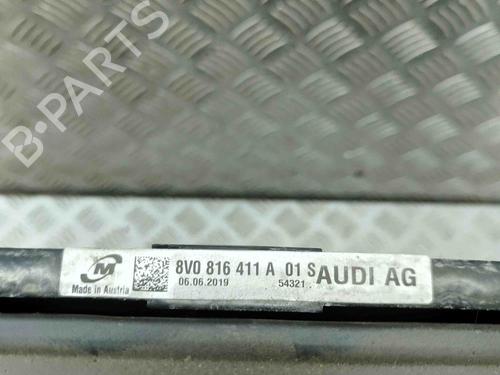 B-PARTS
8V0 816 411 A 01 S AUDI AG
06.06.2019 54321
M
Made in Austria